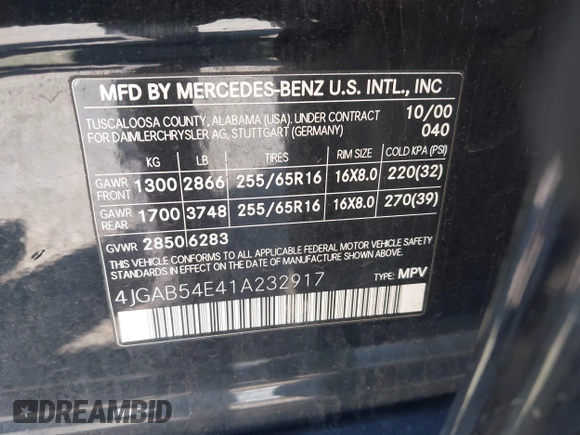 MFD BY MERCEDES-BENZ U.S. INTL., INC
TUSCALOOSA COUNTY, ALABAMA (USA). UNDER CONTRACT 10/00
FOR DAIMLERCHRYSLER AG, STUTTGART (GERMANY) 040
KG LB TIRES RIM SIZE COLD KPA (PSI)
GAWR FRONT 1300 2866 255/65R16 16X8.0 220(32)
GAWR REAR 1700 3748 255/65R16 16X8.0 270(39)
GVWR 2850 6283
THIS VEHICLE CONFORMS TO ALL APPLICABLE FEDERAL MOTOR VEHICLE SAFETY
STANDARDS IN EFFECT ON THE DATE OF MANUFACTURE SHOWN ABOVE
4JGAB54E41A232917 TYPE: MPV
DREAMBID